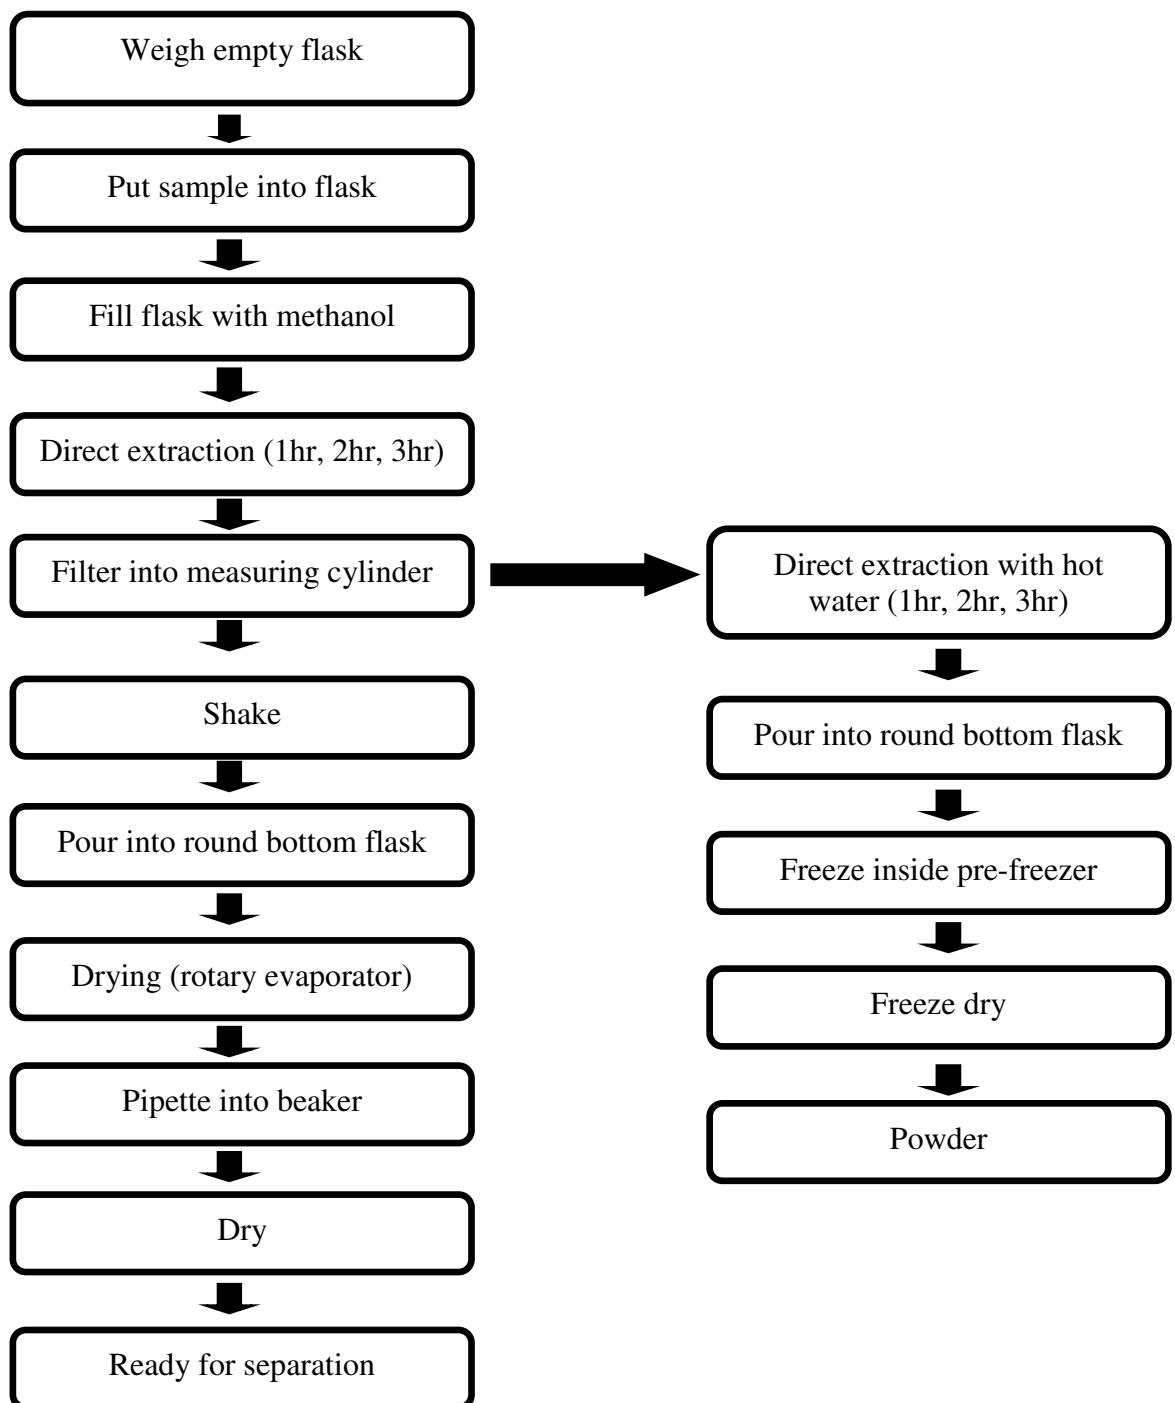 Weigh empty flask
Put sample into flask
Fill flask with methanol
Direct extraction (1hr, 2hr, 3hr)
Filter into measuring cylinder
Shake
Pour into round bottom flask
Drying (rotary evaporator)
Pipette into beaker
Dry
Ready for separation
Direct extraction with hot
water (1hr, 2hr, 3hr)
Pour into round bottom flask
Freeze inside pre-freezer
Freeze dry
Powder